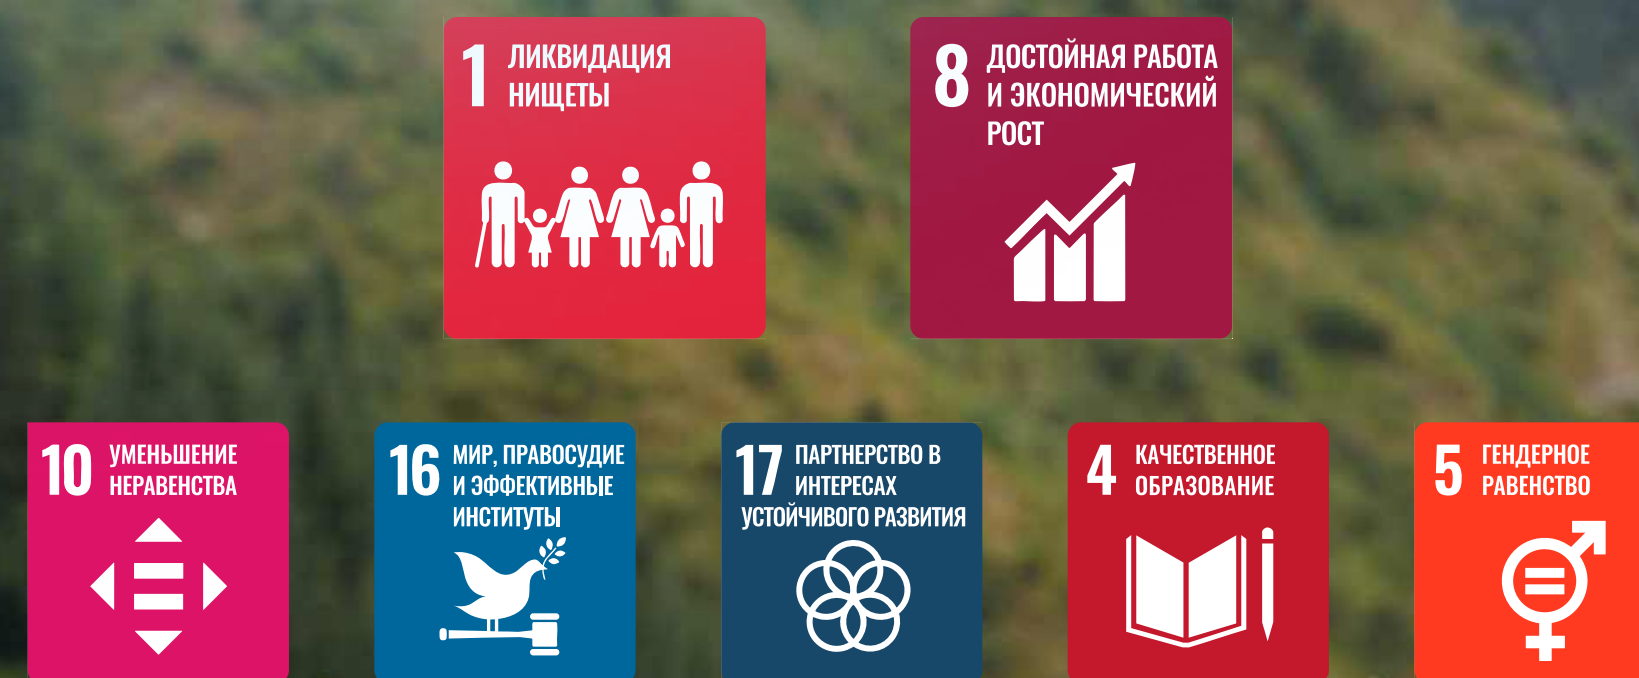 1 ЛИКВИДАЦИЯ
НИЩЕТЫ
8 ДОСТОЙНАЯ РАБОТА
И ЭКОНОМИЧЕСКИЙ
РОСТ
10 УМЕНЬШЕНИЕ
НЕРАВЕНСТВА
16 МИР, ПРАВОСУДИЕ
И ЭФФЕКТИВНЫЕ
ИНСТИТУТЫ
17 ПАРТНЕРСТВО В
ИНТЕРЕСАХ
УСТОЙЧИВОГО РАЗВИТИЯ
4 КАЧЕСТВЕННОЕ
ОБРАЗОВАНИЕ
5 ГЕНДЕРНОЕ
РАВЕНСТВО